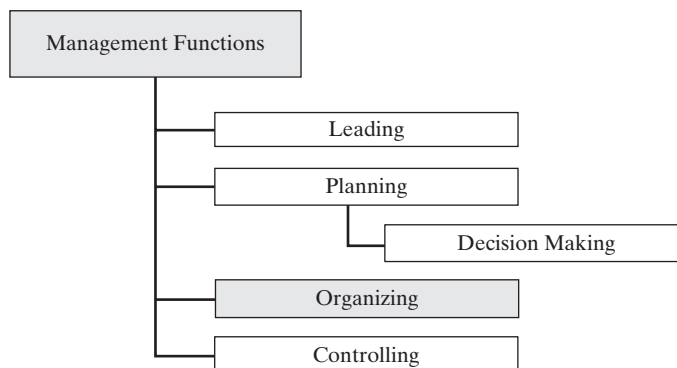 Management Functions
Leading
Planning
Decision Making
Organizing
Controlling